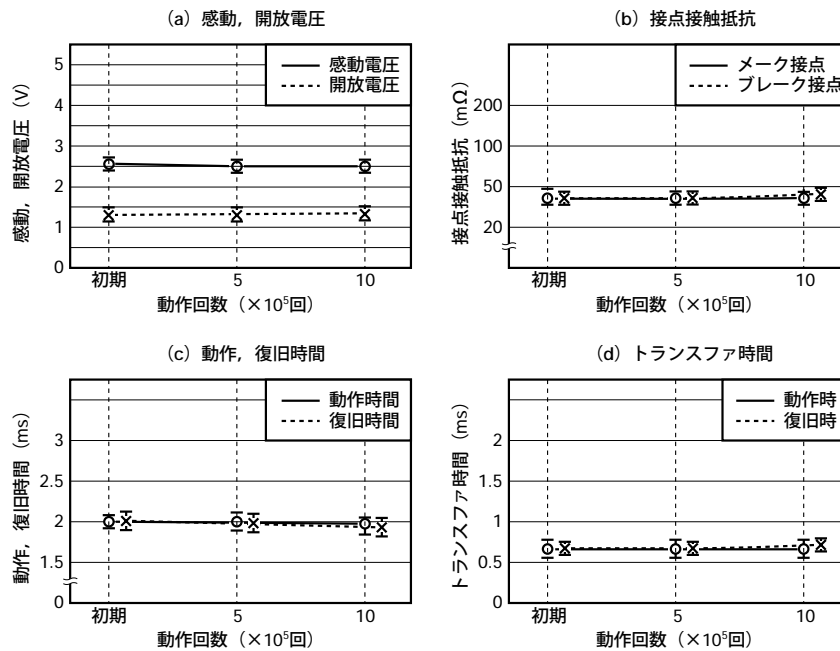 (a) 感動，開放電圧
感動，開放電圧（V）
5
4
3
2
1
0
感動電圧
開放電圧
初期
5
10
動作回数（×10⁵回）
(b) 接点接触抵抗
接点接触抵抗（mΩ）
200
100
50
20
メーク接点
ブレーク接点
初期
5
10
動作回数（×10⁵回）
(c) 動作，復旧時間
動作，復旧時間（ms）
3
2.5
2
1.5
0
動作時間
復旧時間
初期
5
10
動作回数（×10⁵回）
(d) トランスファ時間
トランスファ時間（ms）
2
1
0.5
0
動作時
復旧時
初期
5
10
動作回数（×10⁵回）